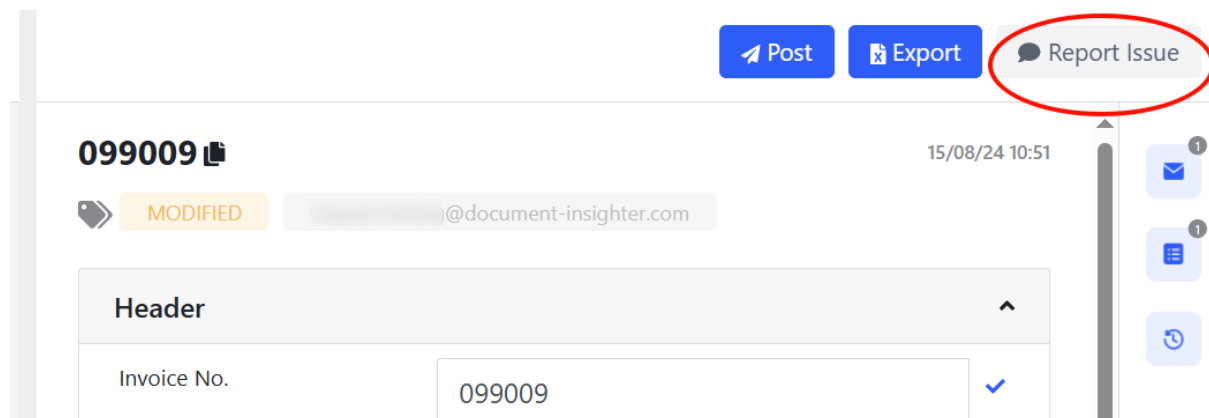 Post Export Report Issue
099009 15/08/24 10:51
1
MODIFIED @document-insighter.com
1
Header
Invoice No. 099009